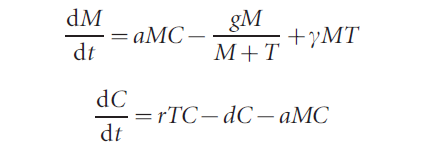 dM/dt = aMC − gM/(M + T) + γMT
dC/dt = rTC − dC − aMC